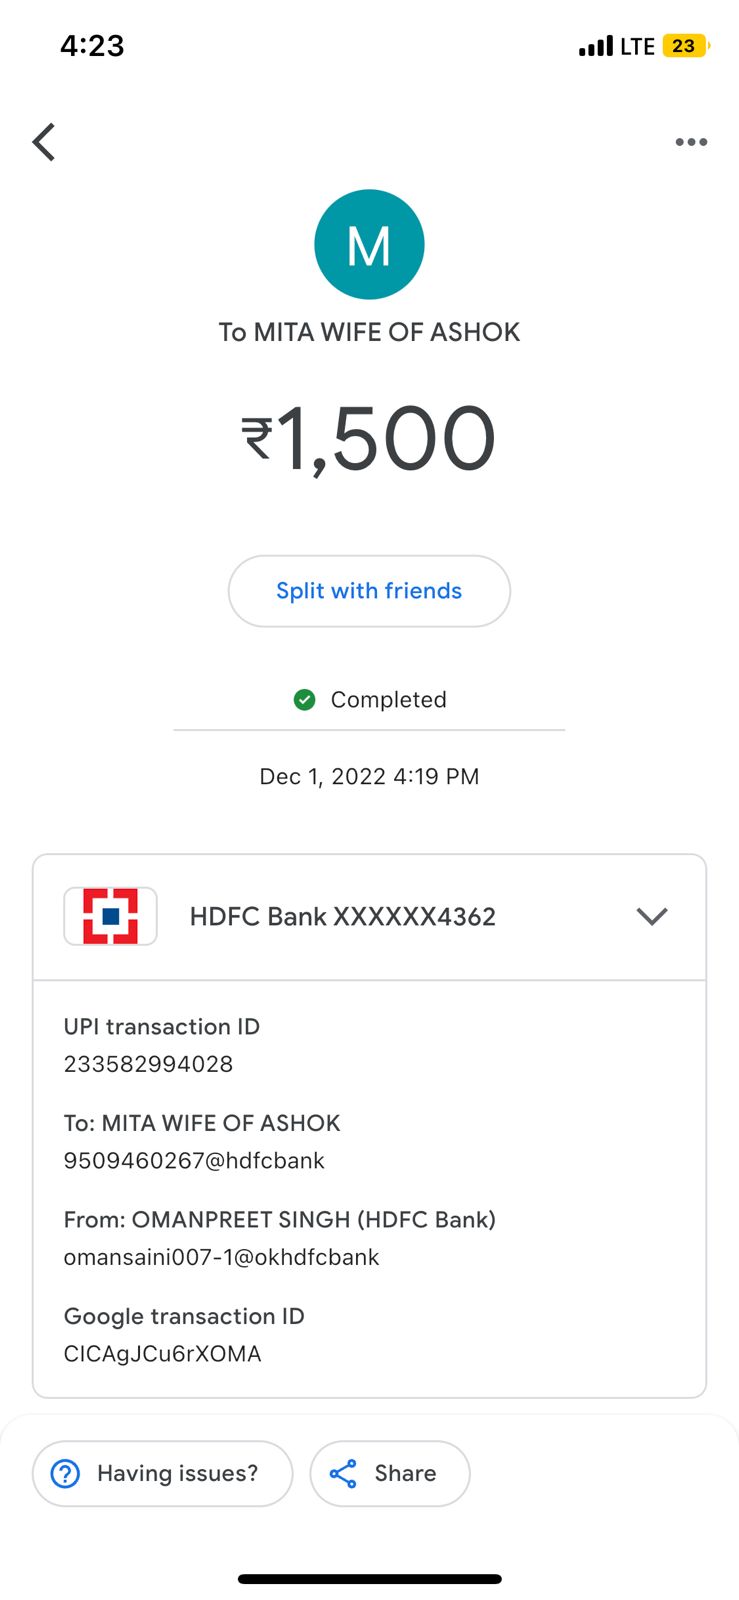 4:23
LTE 23
M
To MITA WIFE OF ASHOK
₹1,500
Split with friends
Completed
Dec 1, 2022 4:19 PM
HDFC Bank XXXXXX4362
UPI transaction ID
233582994028
To: MITA WIFE OF ASHOK
9509460267@hdfcbank
From: OMANPREET SINGH (HDFC Bank)
omansaini007-1@okhdfcbank
Google transaction ID
CICAgJCu6rXOMA
Having issues?
Share